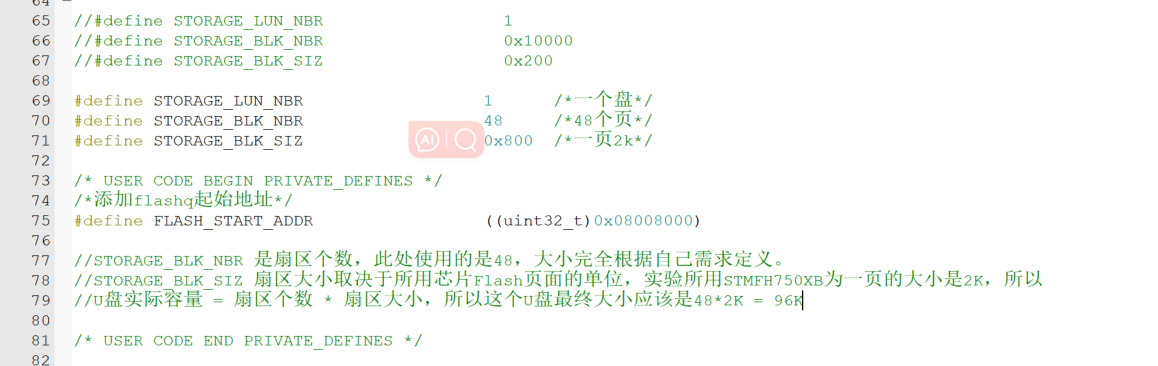 64
65 //#define STORAGE_LUN_NBR 1
66 //#define STORAGE_BLK_NBR 0x10000
67 //#define STORAGE_BLK_SIZ 0x200
68
69 #define STORAGE_LUN_NBR 1 /*一个盘*/
70 #define STORAGE_BLK_NBR 48 /*48个页*/
71 #define STORAGE_BLK_SIZ 0x800 /*一页2k*/
AI
72
73 /* USER CODE BEGIN PRIVATE_DEFINES */
74 /*添加flashq起始地址*/
75 #define FLASH_START_ADDR ((uint32_t)0x08008000)
76
77 //STORAGE_BLK_NBR 是扇区个数，此处使用的是48，大小完全根据自己需求定义。
78 //STORAGE_BLK_SIZ 扇区大小取决于所用芯片Flash页面的单位，实验所用STMFH750XB为一页的大小是2K，所以
79 //U盘实际容量 = 扇区个数 * 扇区大小，所以这个U盘最终大小应该是48*2K = 96K
80
81 /* USER CODE END PRIVATE_DEFINES */
82